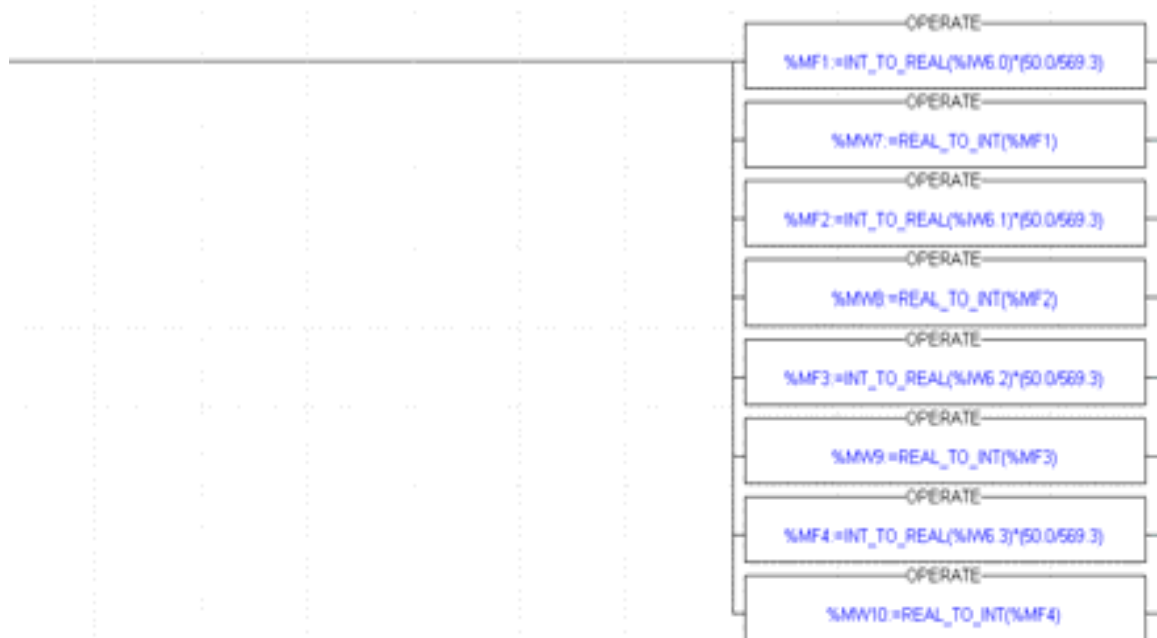 OPERATE
%MF1:=INT_TO_REAL(%IW6.0)*(50.0/569.3)
OPERATE
%MW7:=REAL_TO_INT(%MF1)
OPERATE
%MF2:=INT_TO_REAL(%IW6.1)*(50.0/569.3)
OPERATE
%MW8:=REAL_TO_INT(%MF2)
OPERATE
%MF3:=INT_TO_REAL(%IW6.2)*(50.0/569.3)
OPERATE
%MW9:=REAL_TO_INT(%MF3)
OPERATE
%MF4:=INT_TO_REAL(%IW6.3)*(50.0/569.3)
OPERATE
%MW10:=REAL_TO_INT(%MF4)